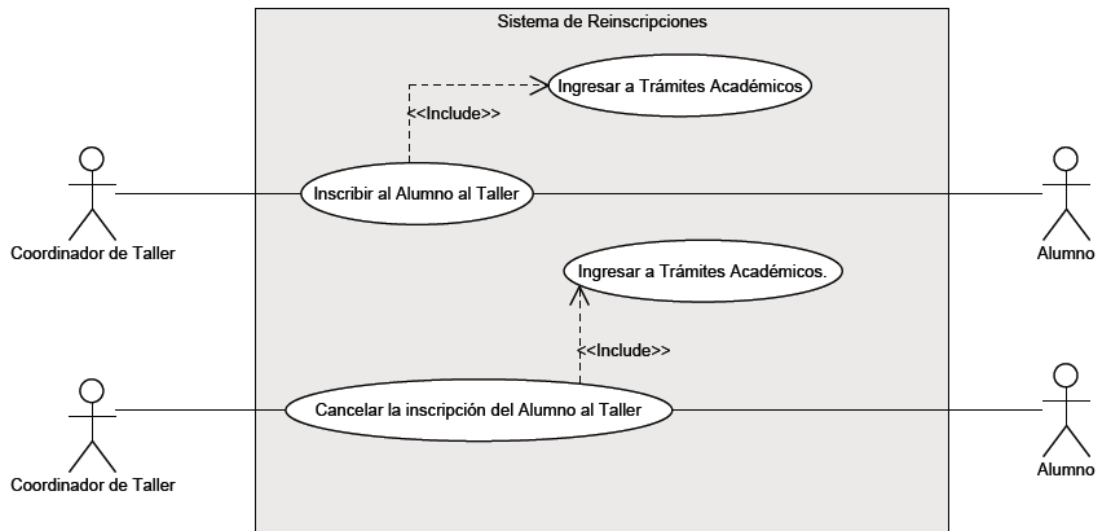 Sistema de Reinscripciones
Ingresar a Trámites Académicos
<<Include>>
Inscribir al Alumno al Taller
Coordinador de Taller
Alumno
Ingresar a Trámites Académicos.
<<Include>>
Cancelar la inscripción del Alumno al Taller
Coordinador de Taller
Alumno